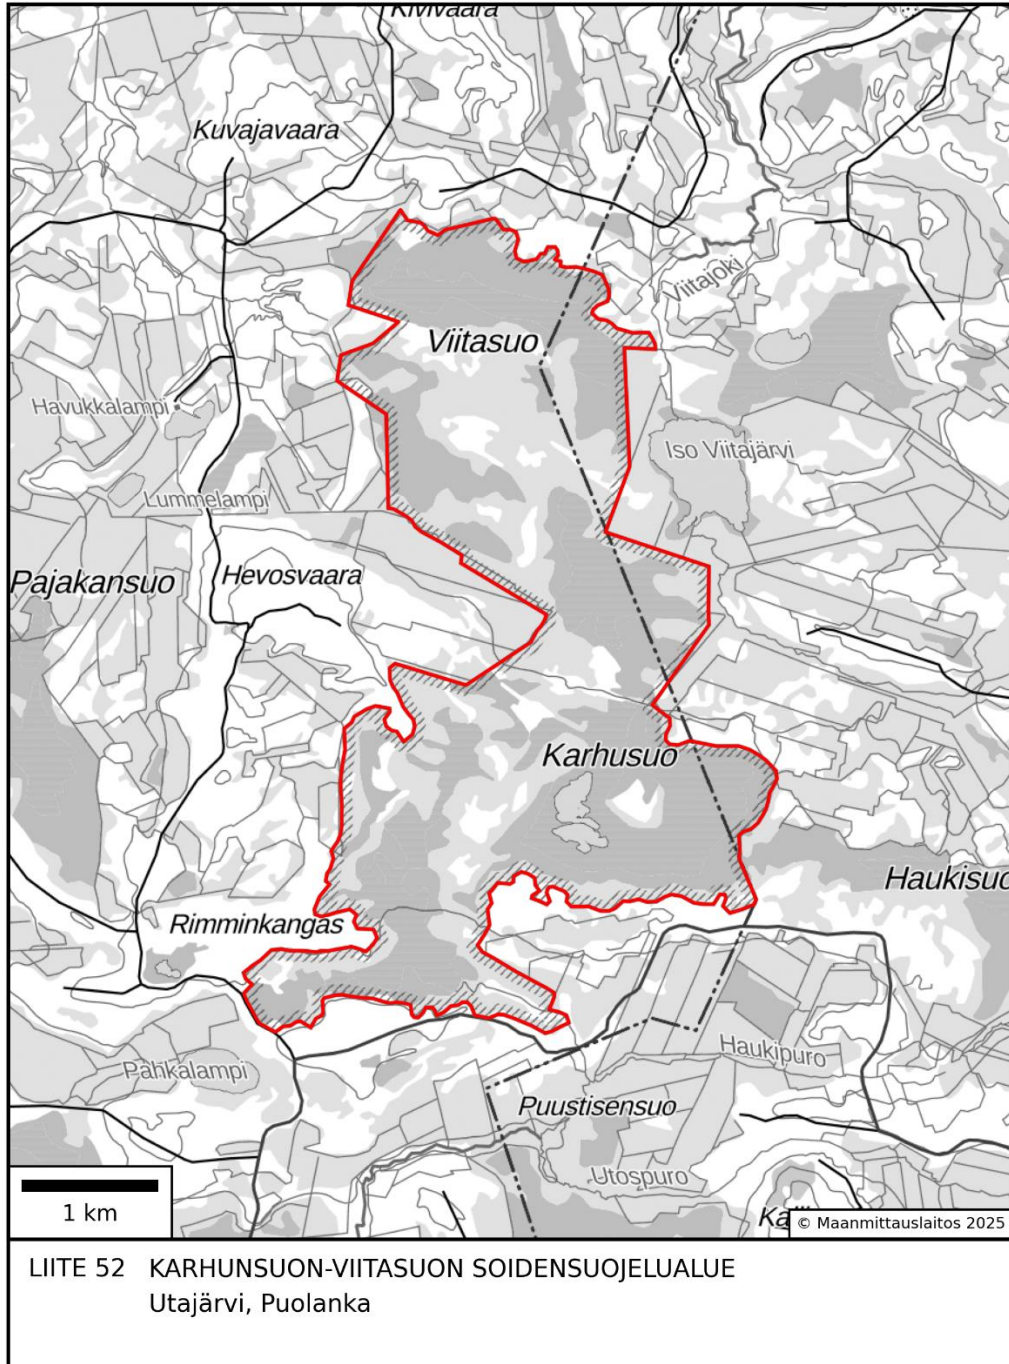 Kivivaara
Kuvajavaara
Viitajoki
Viitasuo
Havukkalampi
Iso Viitajärvi
Lummelampi
Pajakansuo
Hevosvaara
Karhusuo
Haukisuo
Rimminkangas
Haukipuro
Pahkalampi
Puustisensuo
Utospuro
1 km
© Maanmittauslaitos 2025
LIITE 52 KARHUNSUON-VIITASUON SOIDENSUOJELUALUE
Utajärvi, Puolanka